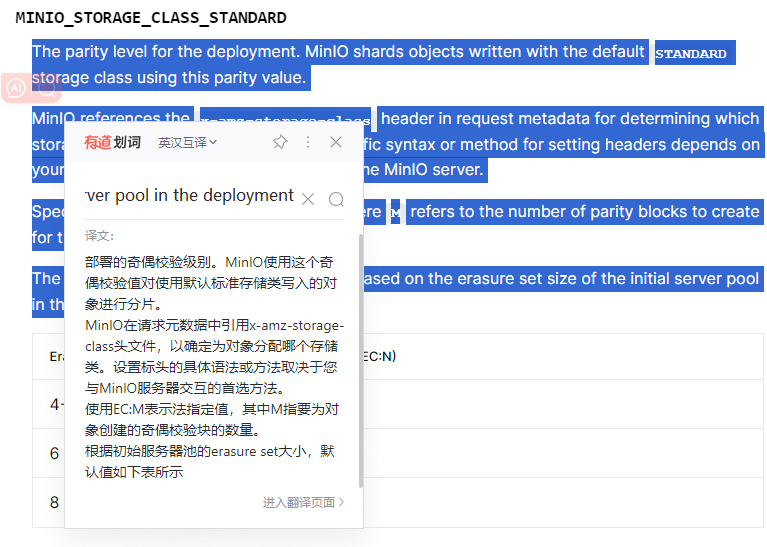 MINIO_STORAGE_CLASS_STANDARD
The parity level for the deployment. MinIO shards objects written with the default STANDARD
storage class using this parity value.
AI
MinIO references the x-amz-storage-class header in request metadata for determining which
stora fic syntax or method for setting headers depends on
your he MinIO server.
有道划词 英汉互译
ver pool in the deployment
Spec ere M refers to the number of parity blocks to create
for t
译文:
部署的奇偶校验级别。MinIO使用这个奇
偶校验值对使用默认标准存储类写入的对
象进行分片。
The ased on the erasure set size of the initial server pool
in th
MinIO在请求元数据中引用x-amz-storage-
class头文件，以确定为对象分配哪个存储
类。设置标头的具体语法或方法取决于您
与MinIO服务器交互的首选方法。
Era EC:N)
使用EC:M表示法指定值，其中M指要为对
象创建的奇偶校验块的数量。
4-
根据初始服务器池的erasure set大小，默
认值如下表所示
6
8
进入翻译页面